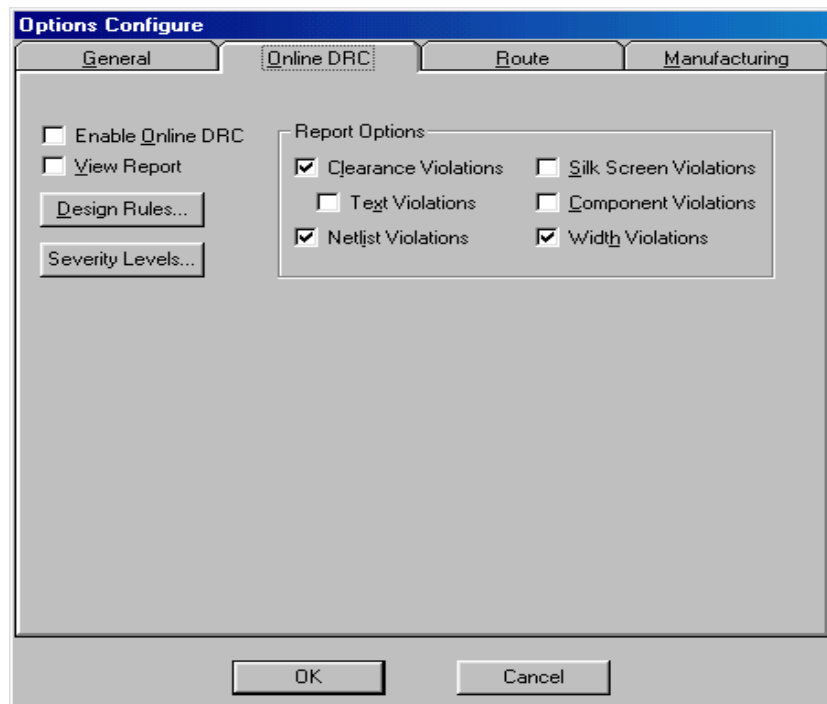 Options Configure
General Online DRC Route Manufacturing
Enable Online DRC
View Report
Design Rules...
Severity Levels...
Report Options
Clearance Violations Silk Screen Violations
Text Violations Component Violations
Netlist Violations Width Violations
OK Cancel